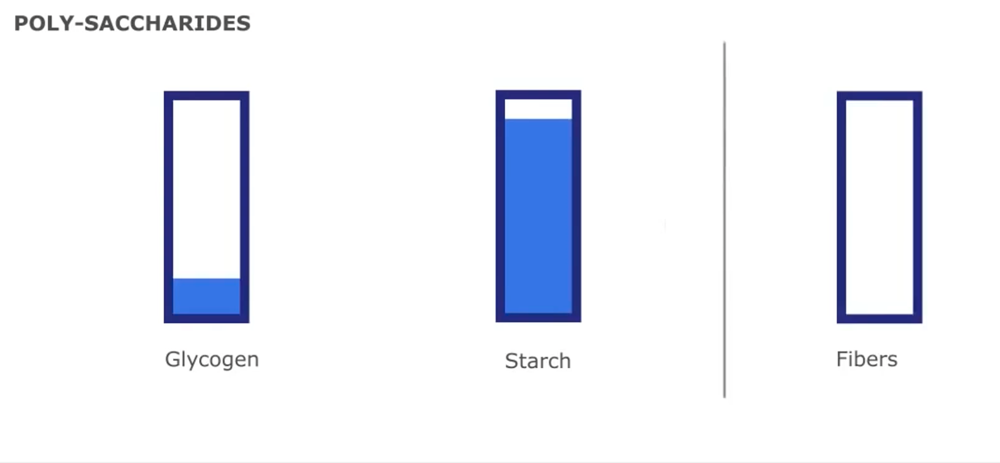 POLY-SACCHARIDES
Glycogen
Starch
Fibers